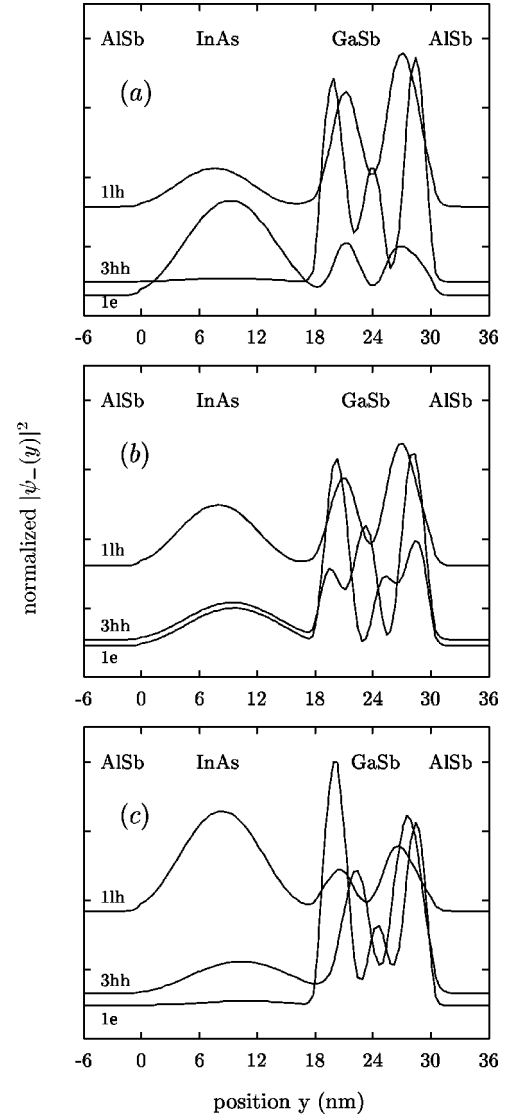 AlSb InAs GaSb AlSb
(a)
1lh
3hh
1e
-6 0 6 12 18 24 30 36
AlSb InAs GaSb AlSb
(b)
1lh
3hh
1e
-6 0 6 12 18 24 30 36
normalized |ψ₋(y)|²
AlSb InAs GaSb AlSb
(c)
1lh
3hh
1e
-6 0 6 12 18 24 30 36
position y (nm)